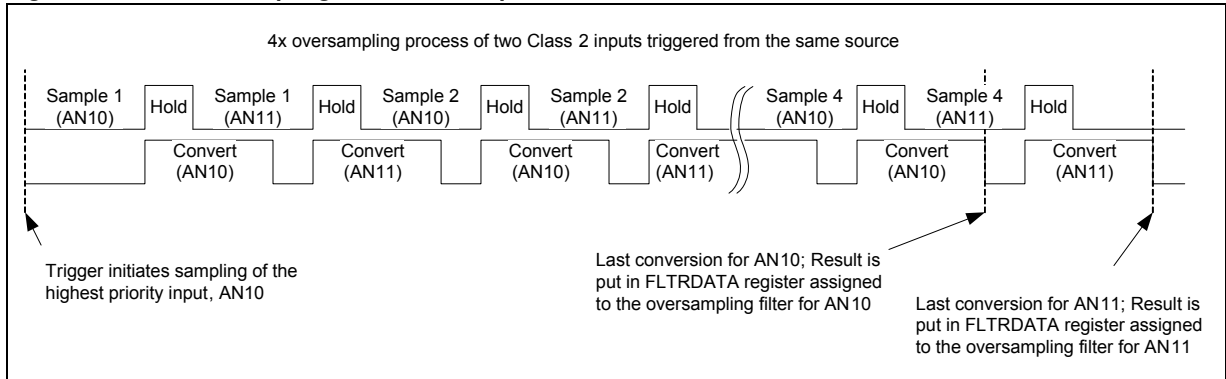 4x oversampling process of two Class 2 inputs triggered from the same source
Sample 1
(AN10)
Hold
Sample 1
(AN11)
Hold
Sample 2
(AN10)
Hold
Sample 2
(AN11)
Hold
Sample 4
(AN10)
Hold
Sample 4
(AN11)
Hold
Convert
(AN10)
Convert
(AN11)
Convert
(AN10)
Convert
(AN11)
Convert
(AN10)
Convert
(AN11)
Trigger initiates sampling of the
highest priority input, AN10
Last conversion for AN10; Result is
put in FLTRDATA register assigned
to the oversampling filter for AN10
Last conversion for AN11; Result is
put in FLTRDATA register assigned
to the oversampling filter for AN11